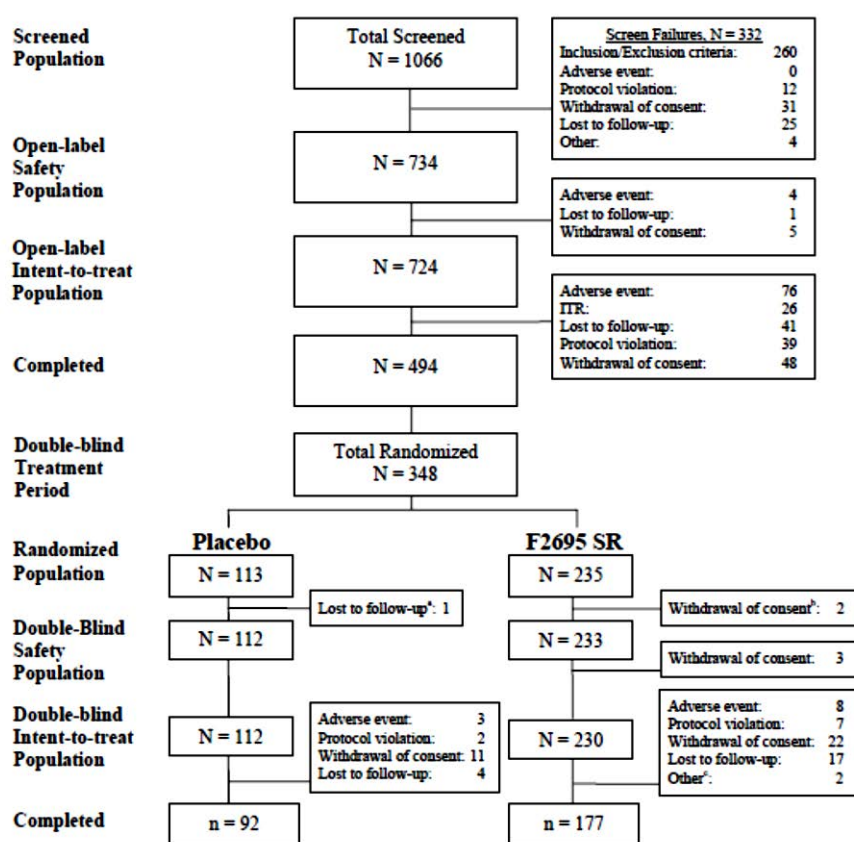 Screened
Population
Total Screened
N = 1066
Screen Failures, N = 332
Inclusion/Exclusion criteria: 260
Adverse event: 0
Protocol violation: 12
Withdrawal of consent: 31
Lost to follow-up: 25
Other: 4
Open-label
Safety
Population
N = 734
Adverse event: 4
Lost to follow-up: 1
Withdrawal of consent: 5
Open-label
Intent-to-treat
Population
N = 724
Adverse event: 76
ITR: 26
Lost to follow-up: 41
Protocol violation: 39
Withdrawal of consent: 48
Completed
N = 494
Double-blind
Treatment
Period
Total Randomized
N = 348
Randomized
Population
Placebo
F2695 SR
N = 113
N = 235
Lost to follow-upᵃ: 1
Withdrawal of consentᵇ: 2
Double-Blind
Safety
Population
N = 112
N = 233
Withdrawal of consent: 3
Double-blind
Intent-to-treat
Population
N = 112
Adverse event: 3
Protocol violation: 2
Withdrawal of consent: 11
Lost to follow-up: 4
N = 230
Adverse event: 8
Protocol violation: 7
Withdrawal of consent: 22
Lost to follow-up: 17
Otherᶜ: 2
Completed
n = 92
n = 177